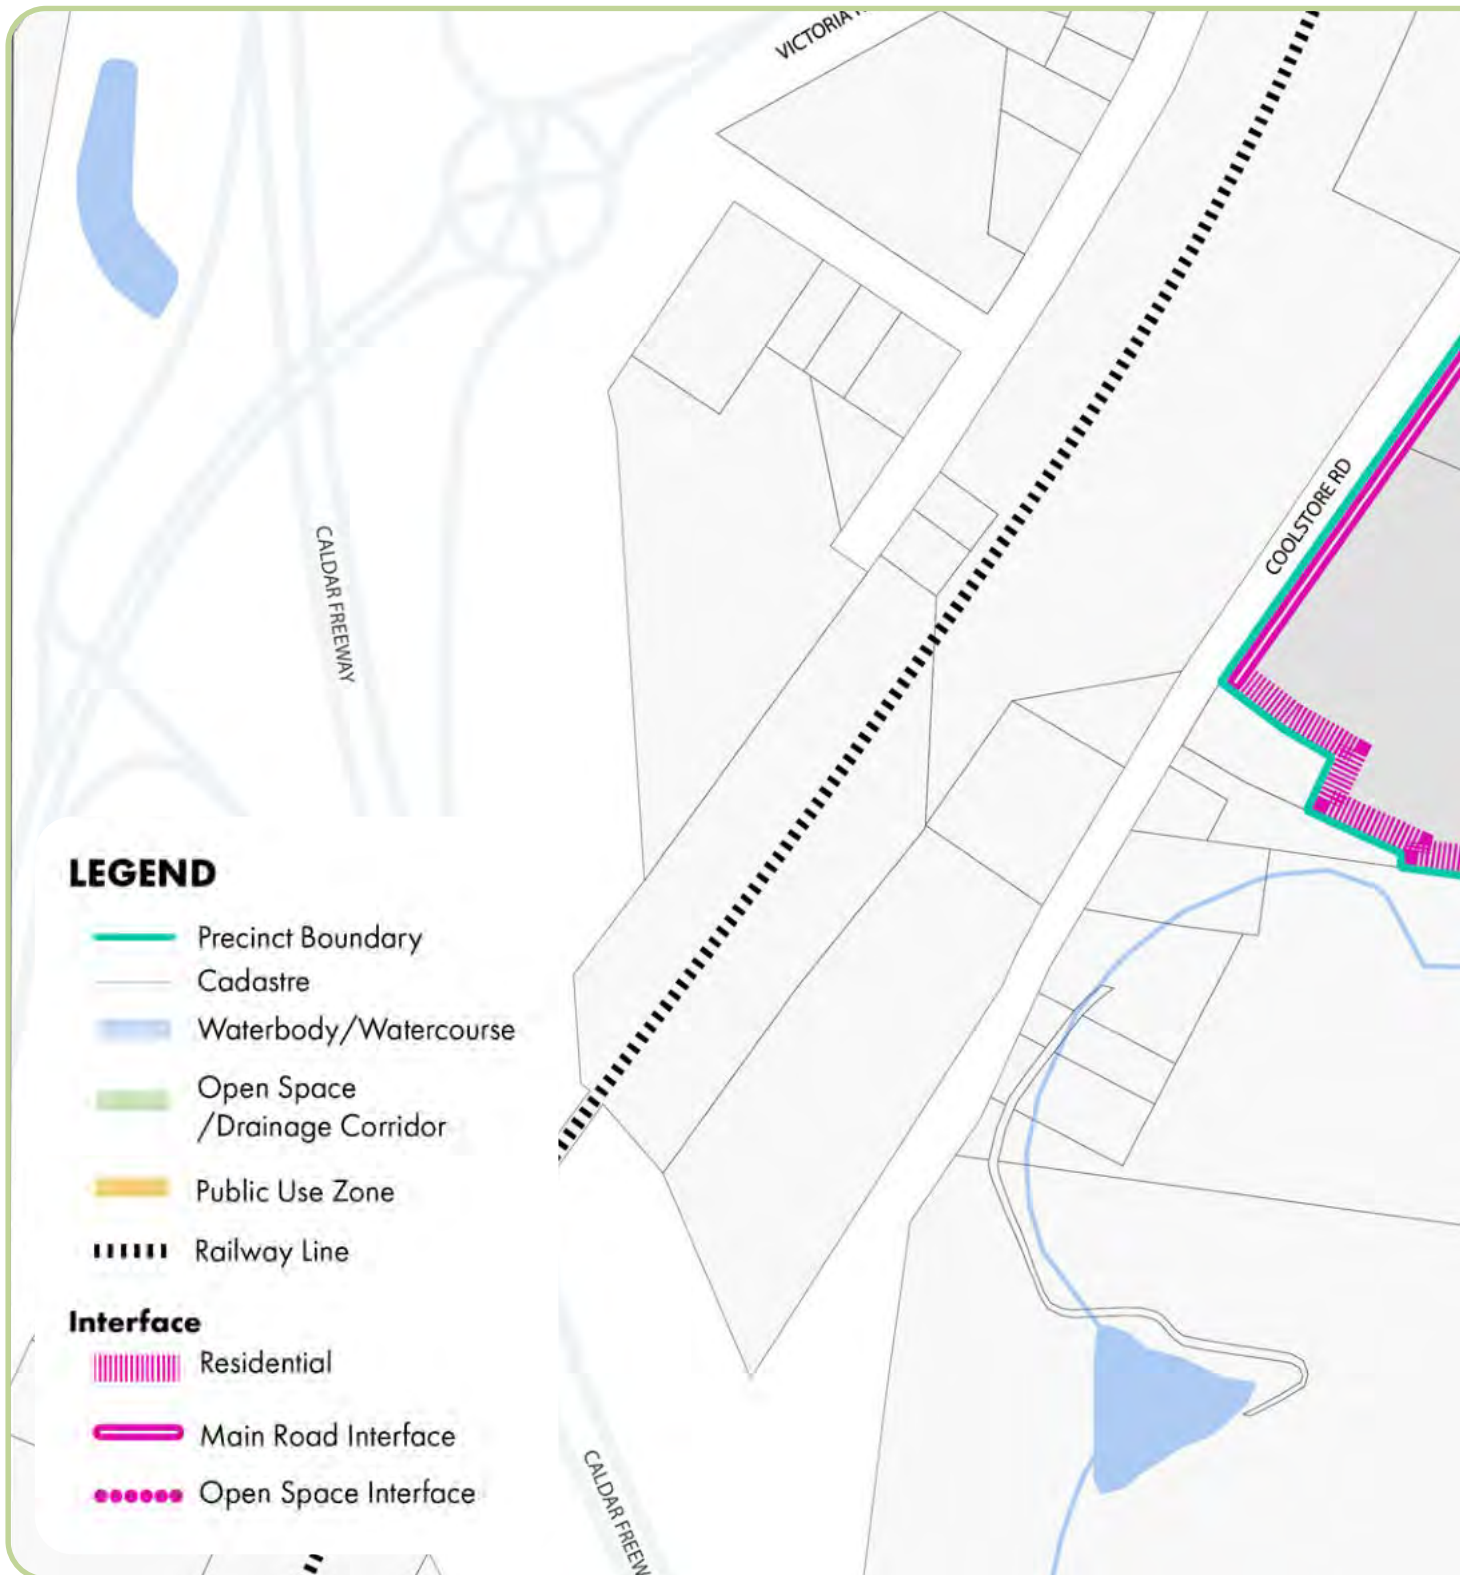 VICTORIA
COOLSTORE RD
CALDAR FREEWAY
LEGEND
Precinct Boundary
Cadastre
Waterbody/Watercourse
Open Space
/Drainage Corridor
Public Use Zone
Railway Line
Interface
Residential
Main Road Interface
Open Space Interface
CALDAR FREEW